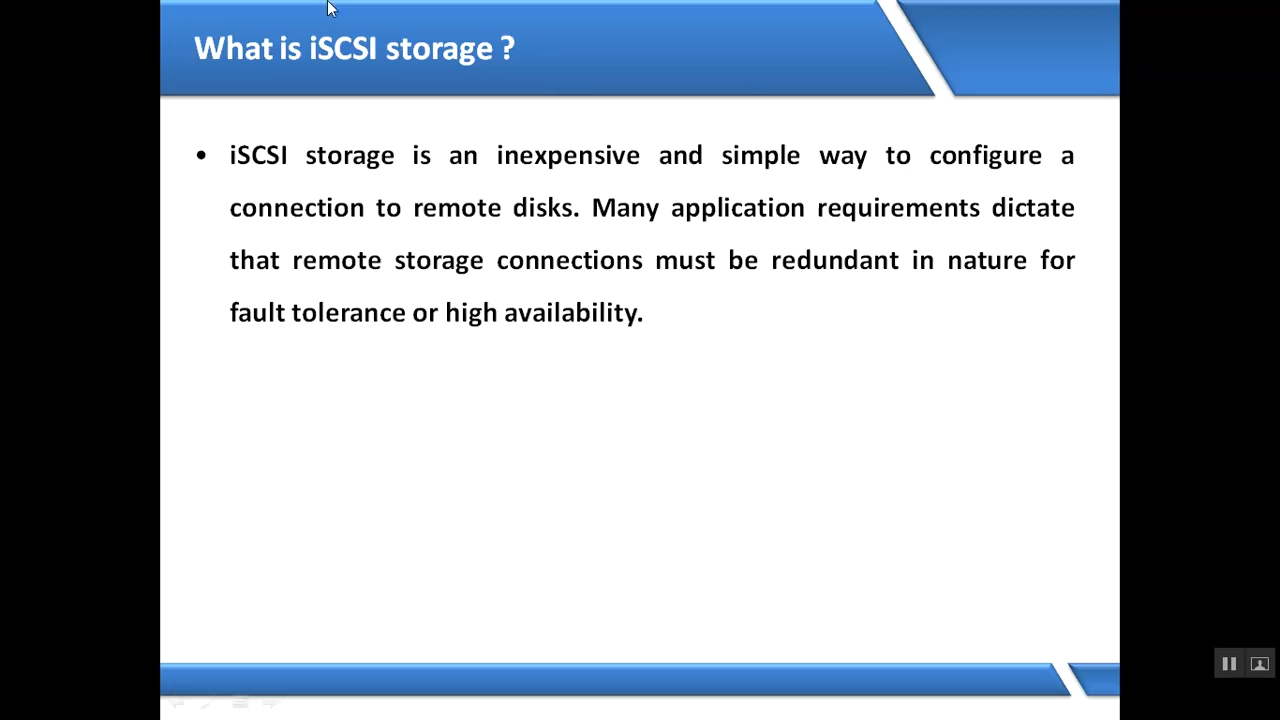 What is iSCSI storage ?
• iSCSI storage is an inexpensive and simple way to configure a
connection to remote disks. Many application requirements dictate
that remote storage connections must be redundant in nature for
fault tolerance or high availability.